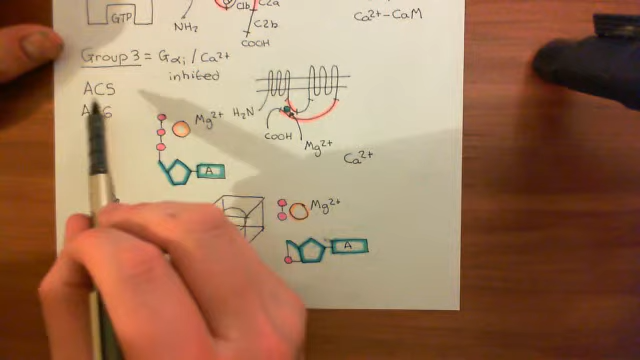 GTP
NH2
C1b
C2a
C2b
COOH
Ca2+-CaM
Group 3 = Gαi / Ca2+
inhibited
AC5
H2N
COOH
Mg2+
Ca2+
Mg2+
A
Mg2+
A